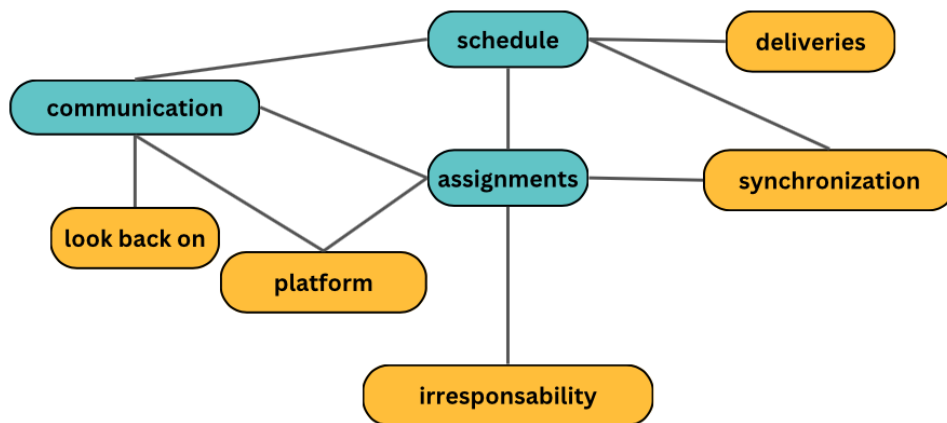 schedule
deliveries
communication
assignments
synchronization
look back on
platform
irresponsability